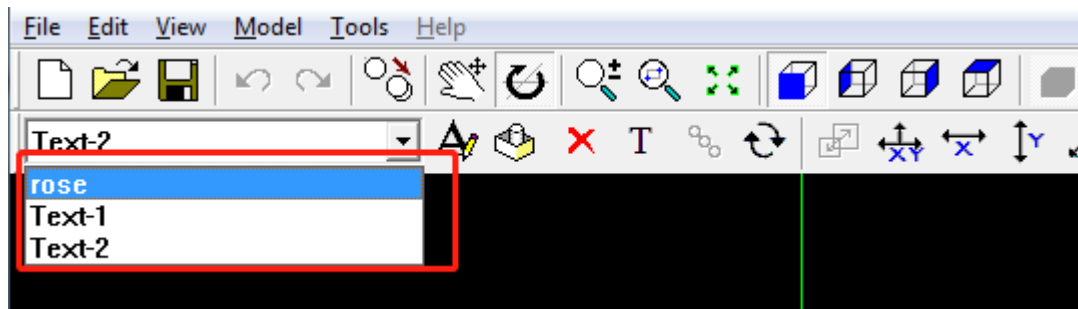 File Edit View Model Tools Help
Text-2
T
XY X Y
rose
Text-1
Text-2